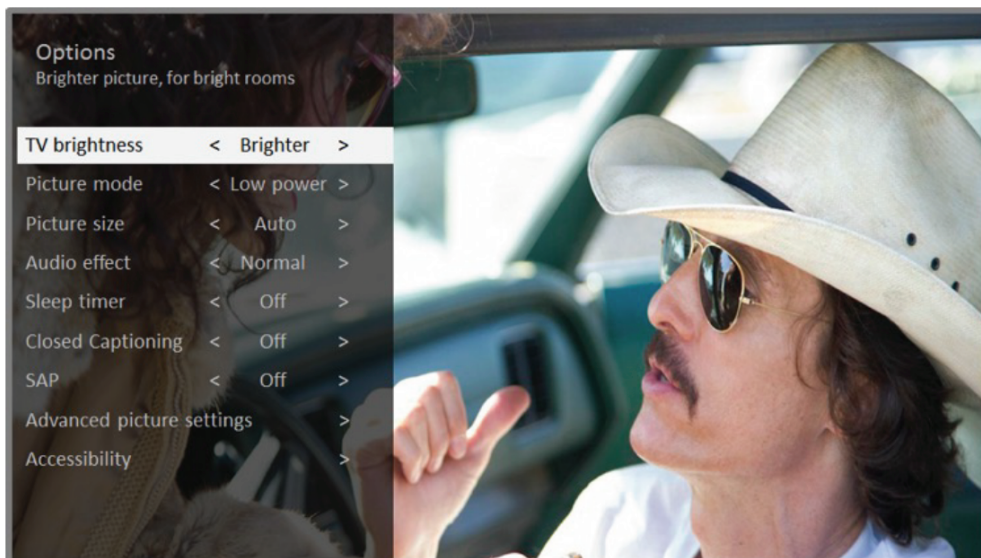 Options
Brighter picture, for bright rooms
TV brightness < Brighter >
Picture mode < Low power >
Picture size < Auto >
Audio effect < Normal >
Sleep timer < Off >
Closed Captioning < Off >
SAP < Off >
Advanced picture settings >
Accessibility >